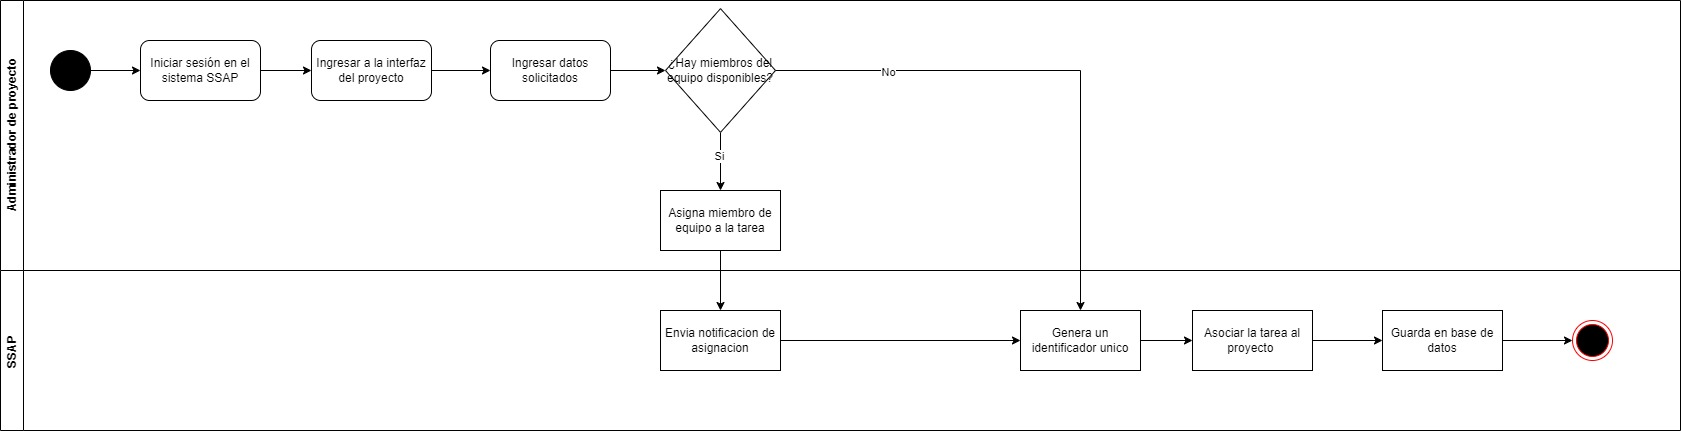 Administrador de proyecto
Iniciar sesión en el
sistema SSAP
Ingresar a la interfaz
del proyecto
Ingresar datos
solicitados
¿Hay miembros del
equipo disponibles?
No
Si
Asigna miembro de
equipo a la tarea
SSAP
Envia notificacion de
asignacion
Genera un
identificador unico
Asociar la tarea al
proyecto
Guarda en base de
datos